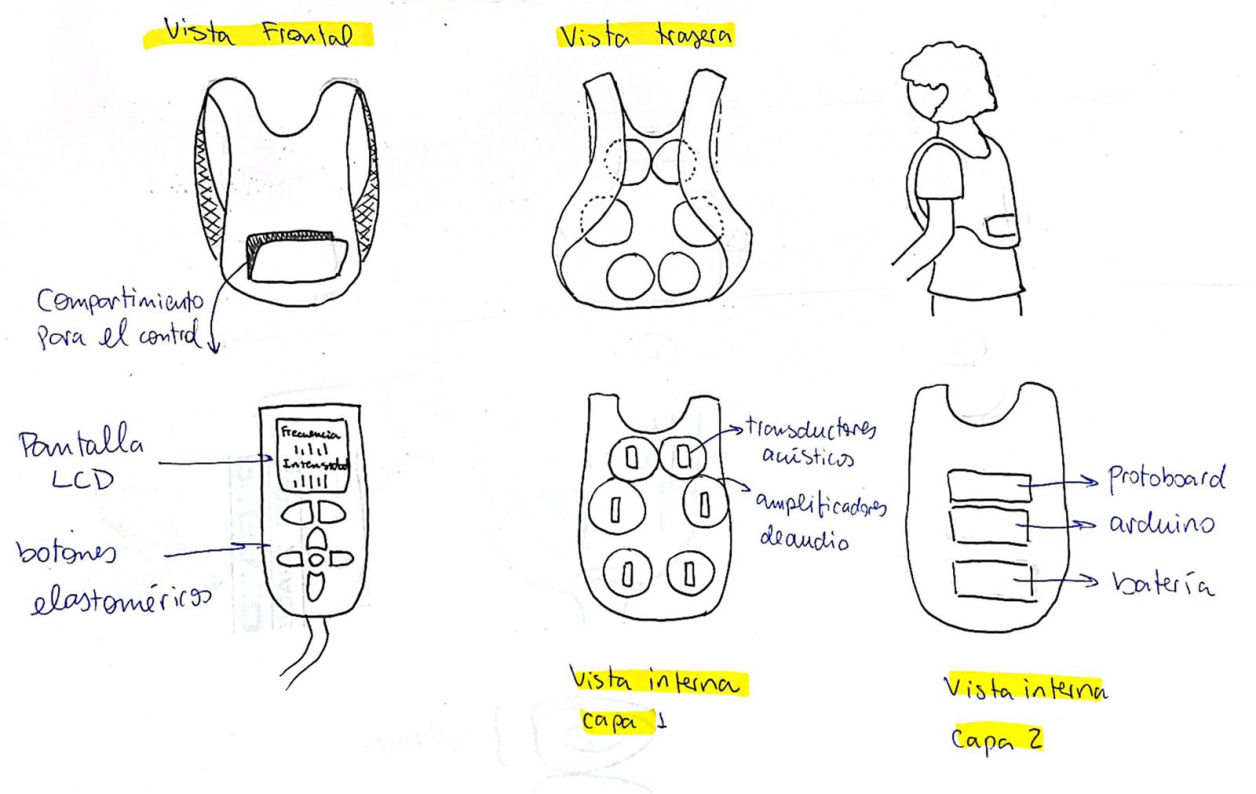 Vista Frontal
Vista trasera
Compartimiento
para el control
Pantalla
LCD
botones
elastoméricos
Frecuencia
Intensidad
transductores
acústicos
amplificadores
de audio
protoboard
arduino
batería
Vista interna
capa 1
Vista interna
Capa 2